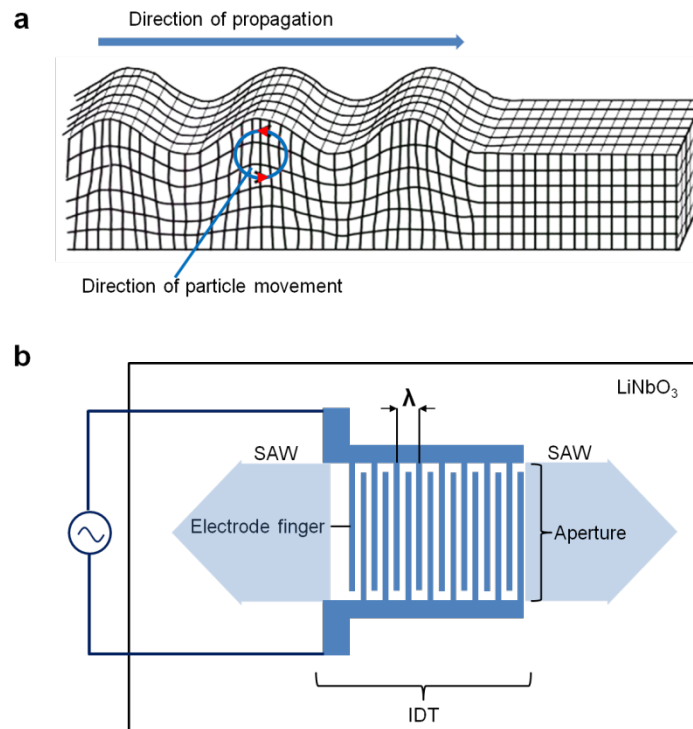 a
Direction of propagation
Direction of particle movement
b
LiNbO₃
λ
SAW
SAW
Electrode finger
Aperture
IDT